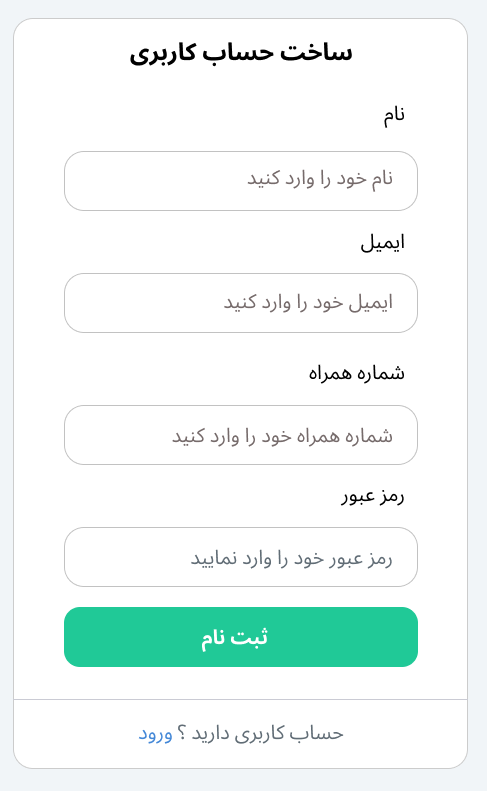 ساخت حساب کاربری
نام
نام خود را وارد کنید
ایمیل
ایمیل خود را وارد کنید
شماره همراه
شماره همراه خود را وارد کنید
رمز عبور
رمز عبور خود را وارد نمایید
ثبت نام
حساب کاربری دارید ؟ ورود